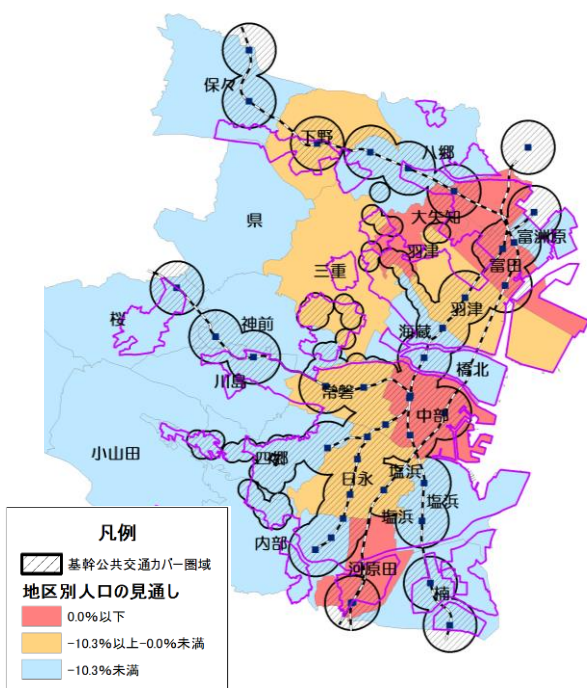 保々
下野
八郷
大矢知
県
羽津
富洲原
富田
三重
羽津
桜
神前
海蔵
川島
橋北
常磐
中部
小山田
四郷
日永
塩浜
塩浜
塩浜
内部
河原田
楠
凡例
基幹公共交通カバー圏域
地区別人口の見通し
0.0%以下
-10.3%以上-0.0%未満
-10.3%未満